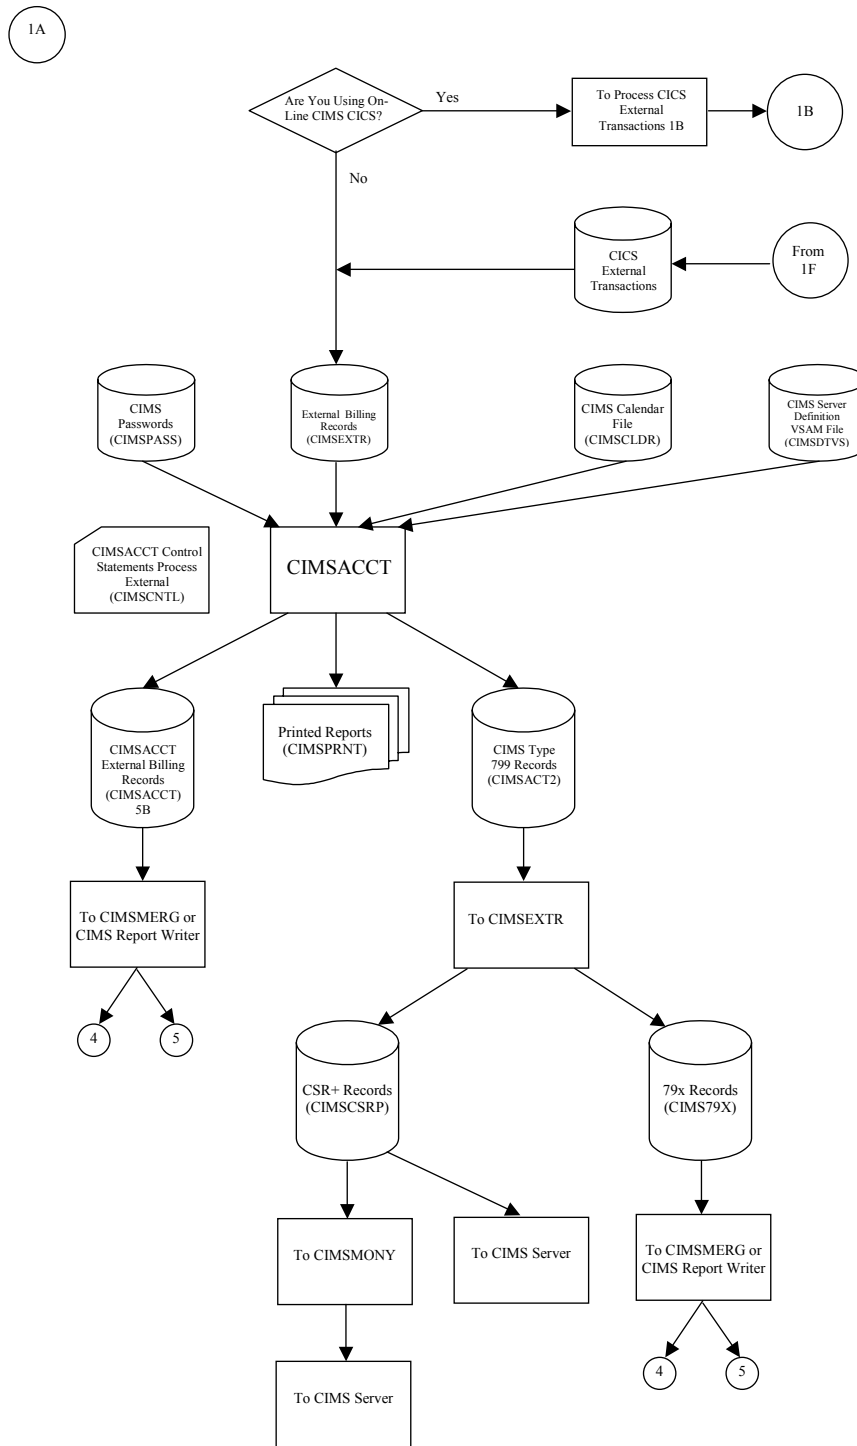 1A
Are You Using On-
Line CIMS CICS?
Yes
To Process CICS
External
Transactions 1B
1B
No
CICS
External
Transactions
From
1F
CIMS
Passwords
(CIMSPASS)
External Billing
Records
(CIMSEXTR)
CIMS Calendar
File
(CIMSCLDR)
CIMS Server
Definition
VSAM File
(CIMSDTVS)
CIMSACCT Control
Statements Process
External
(CIMSCNTL)
CIMSACCT
CIMSACCT
External Billing
Records
(CIMSACCT)
5B
Printed Reports
(CIMSPRNT)
CIMS Type
799 Records
(CIMSACT2)
To CIMSMERG or
CIMS Report Writer
To CIMSEXTR
4
5
CSR+ Records
(CIMSCSRP)
79x Records
(CIMS79X)
To CIMSMONY
To CIMS Server
To CIMSMERG or
CIMS Report Writer
4
5
To CIMS Server